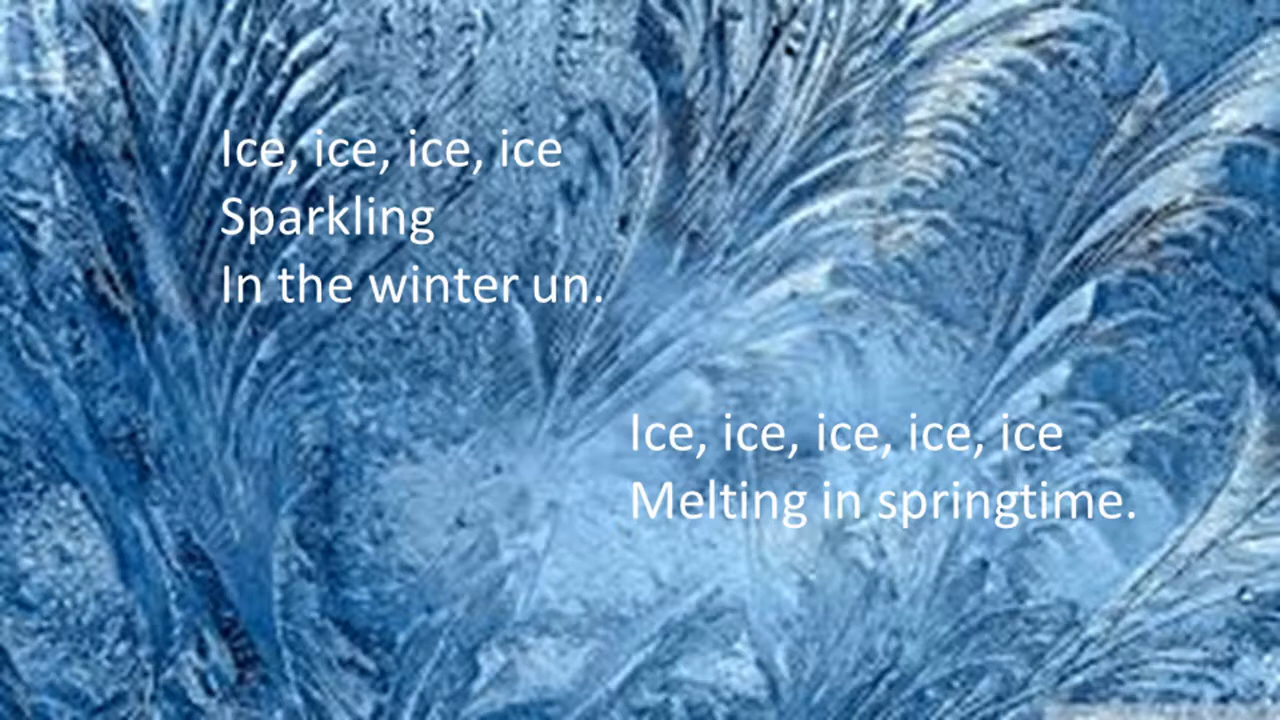 Ice, ice, ice, ice
Sparkling
In the winter un.
Ice, ice, ice, ice, ice
Melting in springtime.